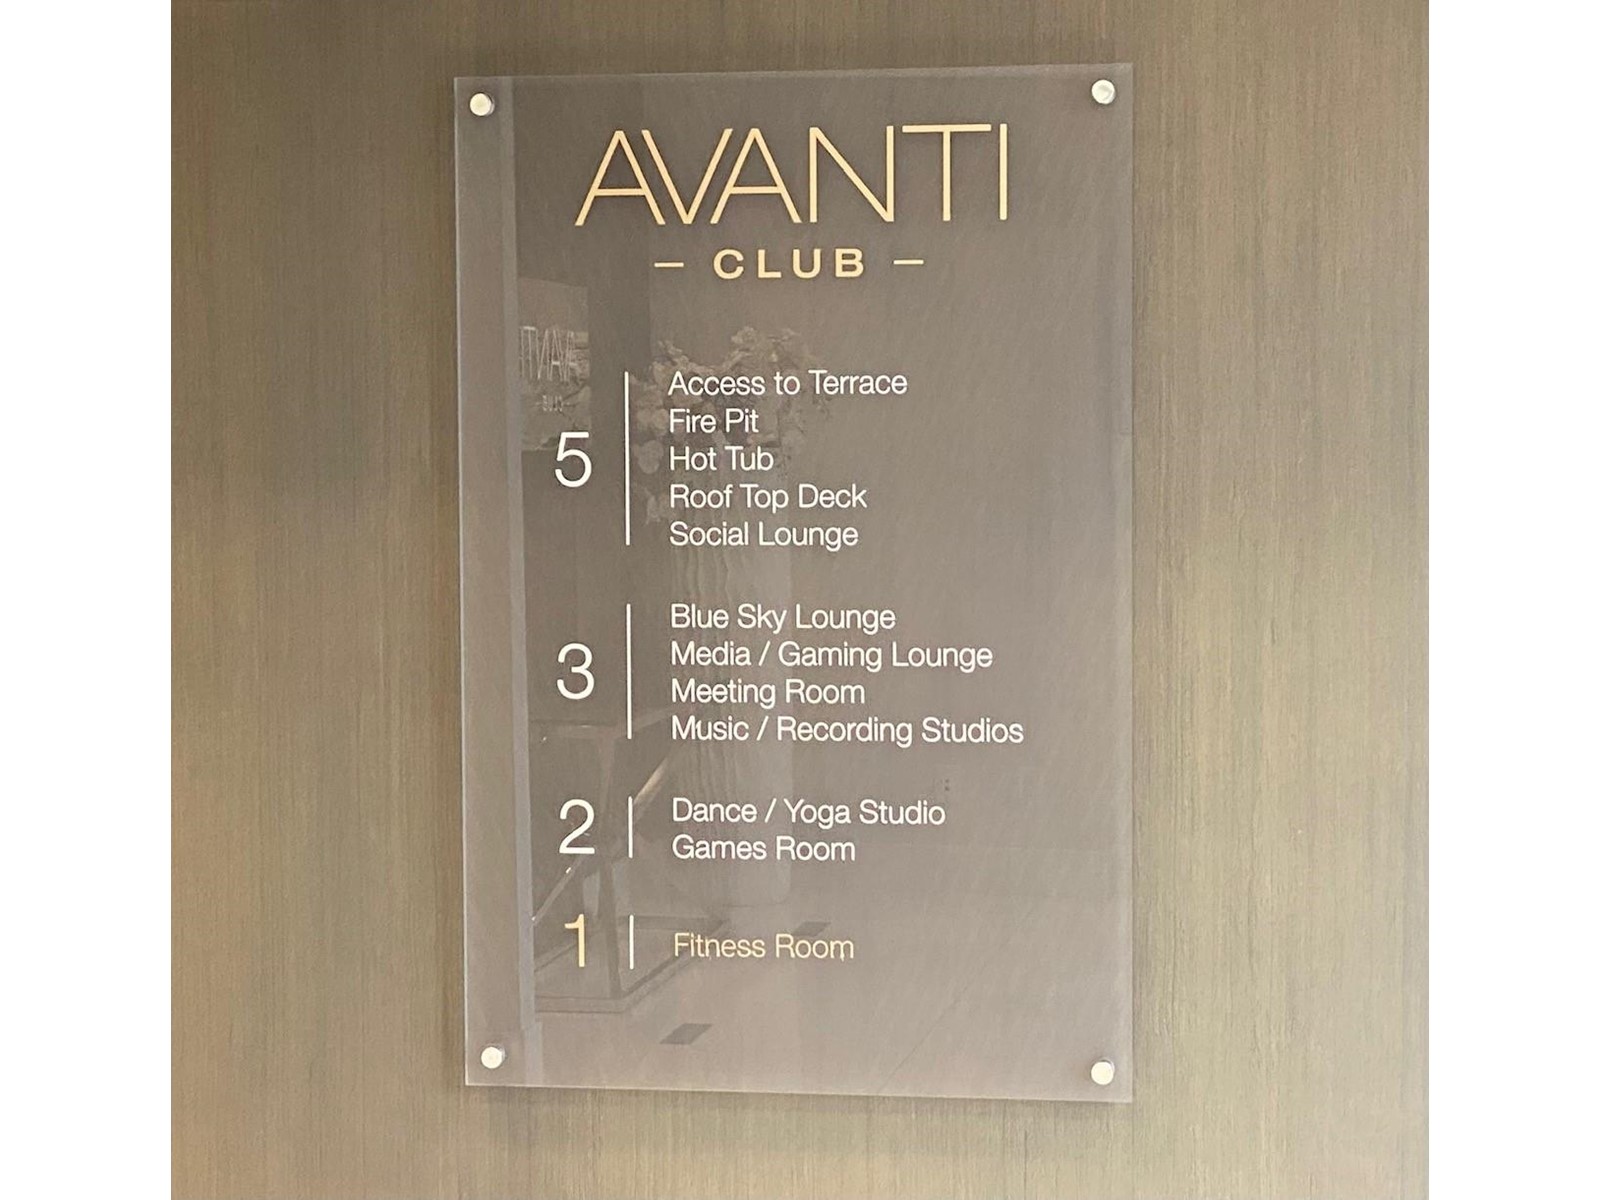 AVANTI
– CLUB –
5
Access to Terrace
Fire Pit
Hot Tub
Roof Top Deck
Social Lounge
3
Blue Sky Lounge
Media / Gaming Lounge
Meeting Room
Music / Recording Studios
2
Dance / Yoga Studio
Games Room
1
Fitness Room